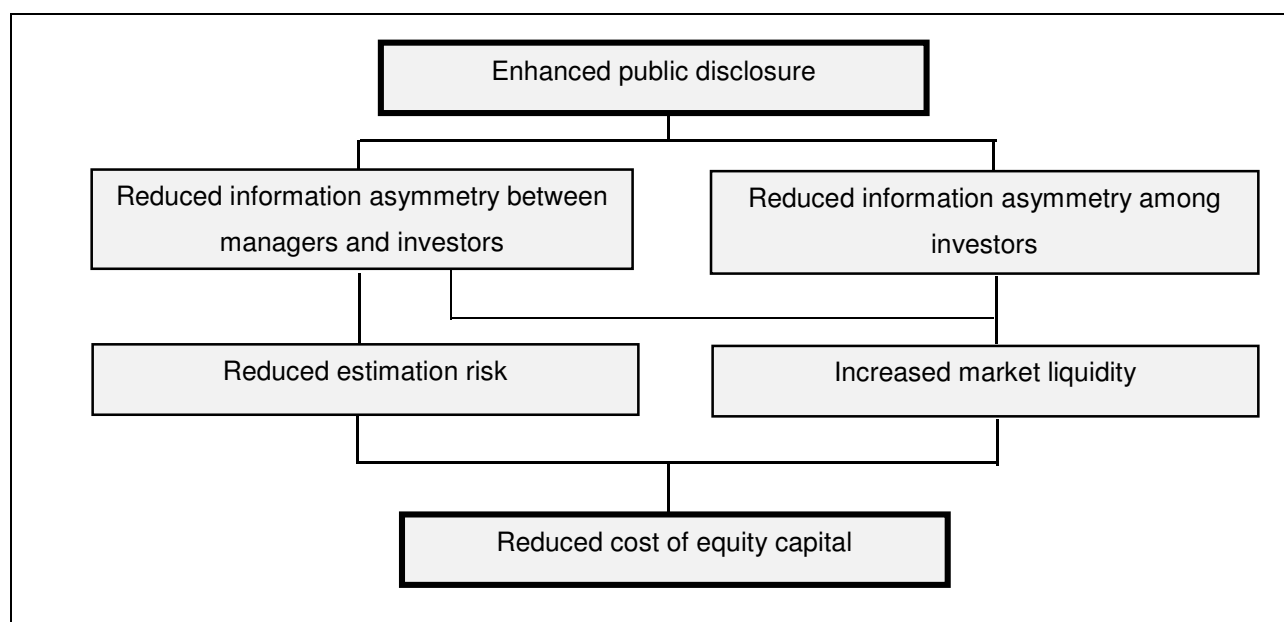 Enhanced public disclosure
Reduced information asymmetry between
managers and investors
Reduced information asymmetry among
investors
Reduced estimation risk
Increased market liquidity
Reduced cost of equity capital